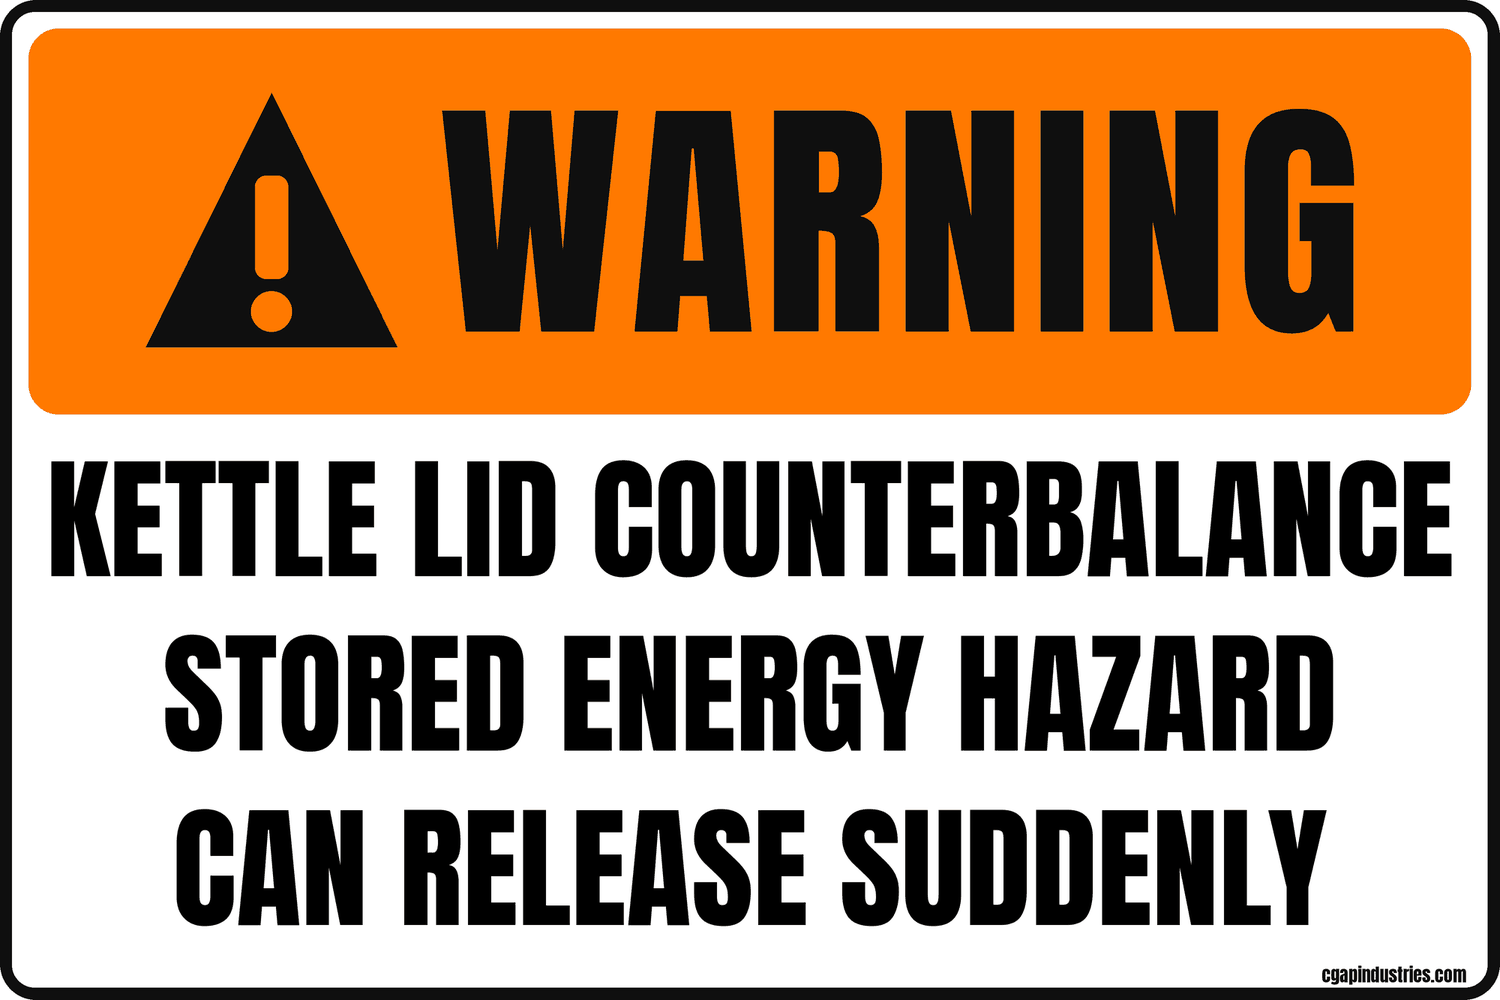 WARNING
KETTLE LID COUNTERBALANCE
STORED ENERGY HAZARD
CAN RELEASE SUDDENLY
cgapindustries.com